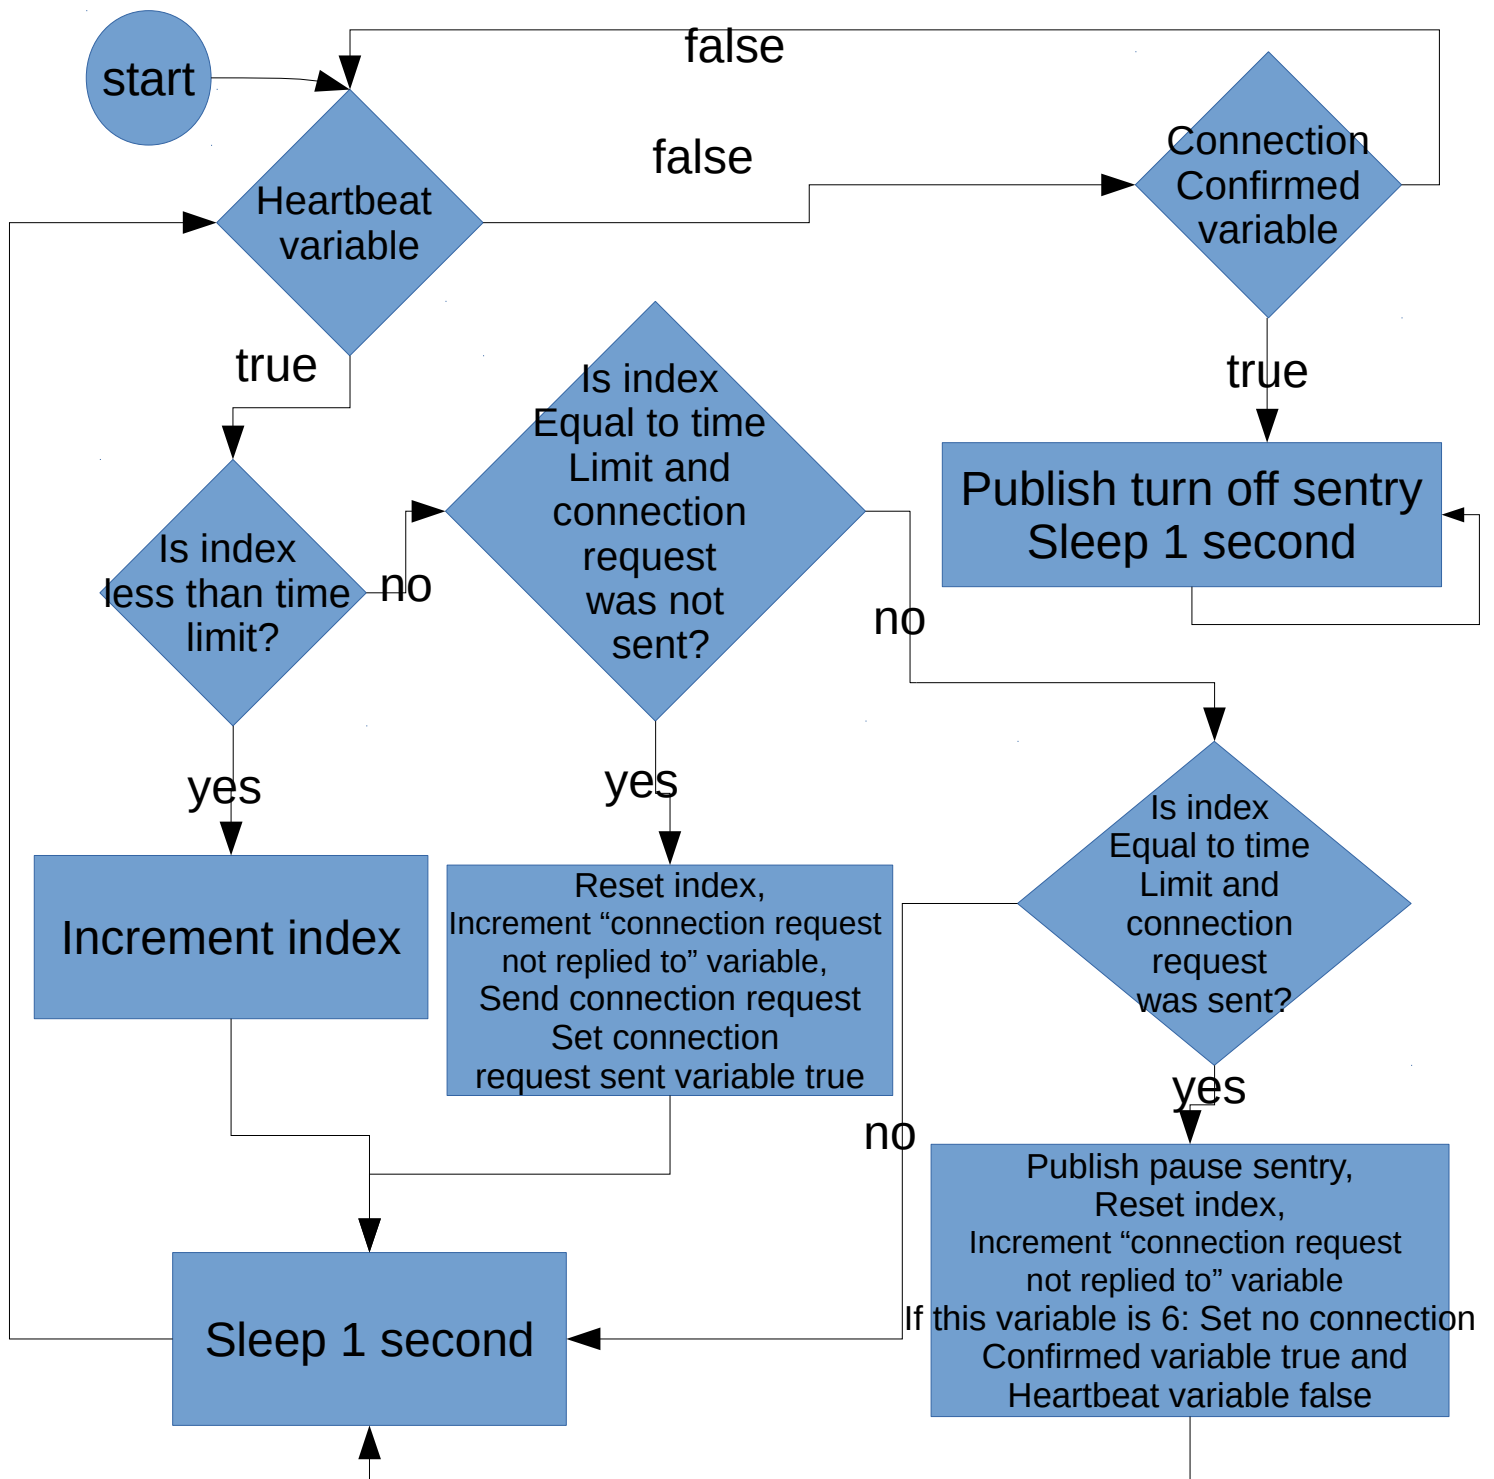 start
false
Heartbeat
variable
false
Connection
Confirmed
variable
true
true
Publish turn off sentry
Sleep 1 second
Is index
less than time
limit?
no
Is index
Equal to time
Limit and
connection
request
was not
sent?
no
yes
Increment index
yes
Reset index,
Increment “connection request
not replied to” variable,
Send connection request
Set connection
request sent variable true
Is index
Equal to time
Limit and
connection
request
was sent?
no
yes
Publish pause sentry,
Reset index,
Increment “connection request
not replied to” variable
If this variable is 6: Set no connection
Confirmed variable true and
Heartbeat variable false
Sleep 1 second